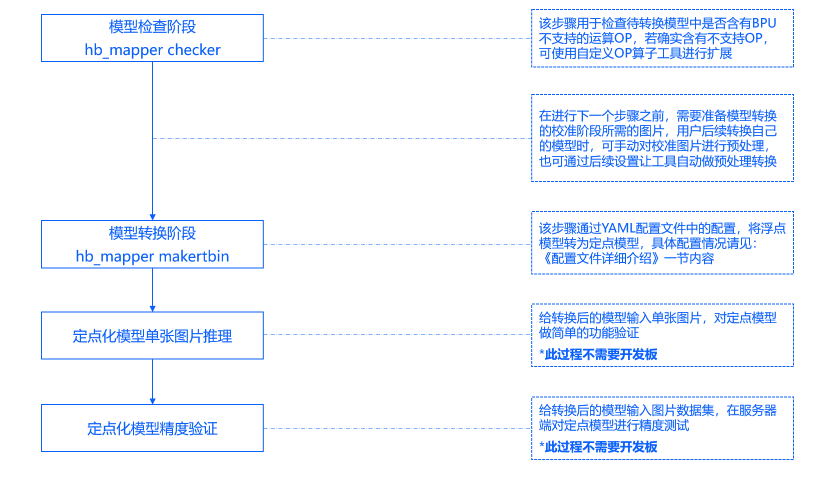 模型检查阶段
hb_mapper checker
该步骤用于检查待转换模型中是否含有BPU
不支持的运算OP，若确实含有不支持OP，
可使用自定义OP算子工具进行扩展
在进行下一个步骤之前，需要准备模型转换
的校准阶段所需的图片，用户后续转换自己
的模型时，可手动对校准图片进行预处理，
也可通过后续设置让工具自动做预处理转换
模型转换阶段
hb_mapper makertbin
该步骤通过YAML配置文件中的配置，将浮点
模型转为定点模型，具体配置情况请见：
《配置文件详细介绍》一节内容
定点化模型单张图片推理
给转换后的模型输入单张图片，对定点模型
做简单的功能验证
*此过程不需要开发板
定点化模型精度验证
给转换后的模型输入图片数据集，在服务器
端对定点模型进行精度测试
*此过程不需要开发板